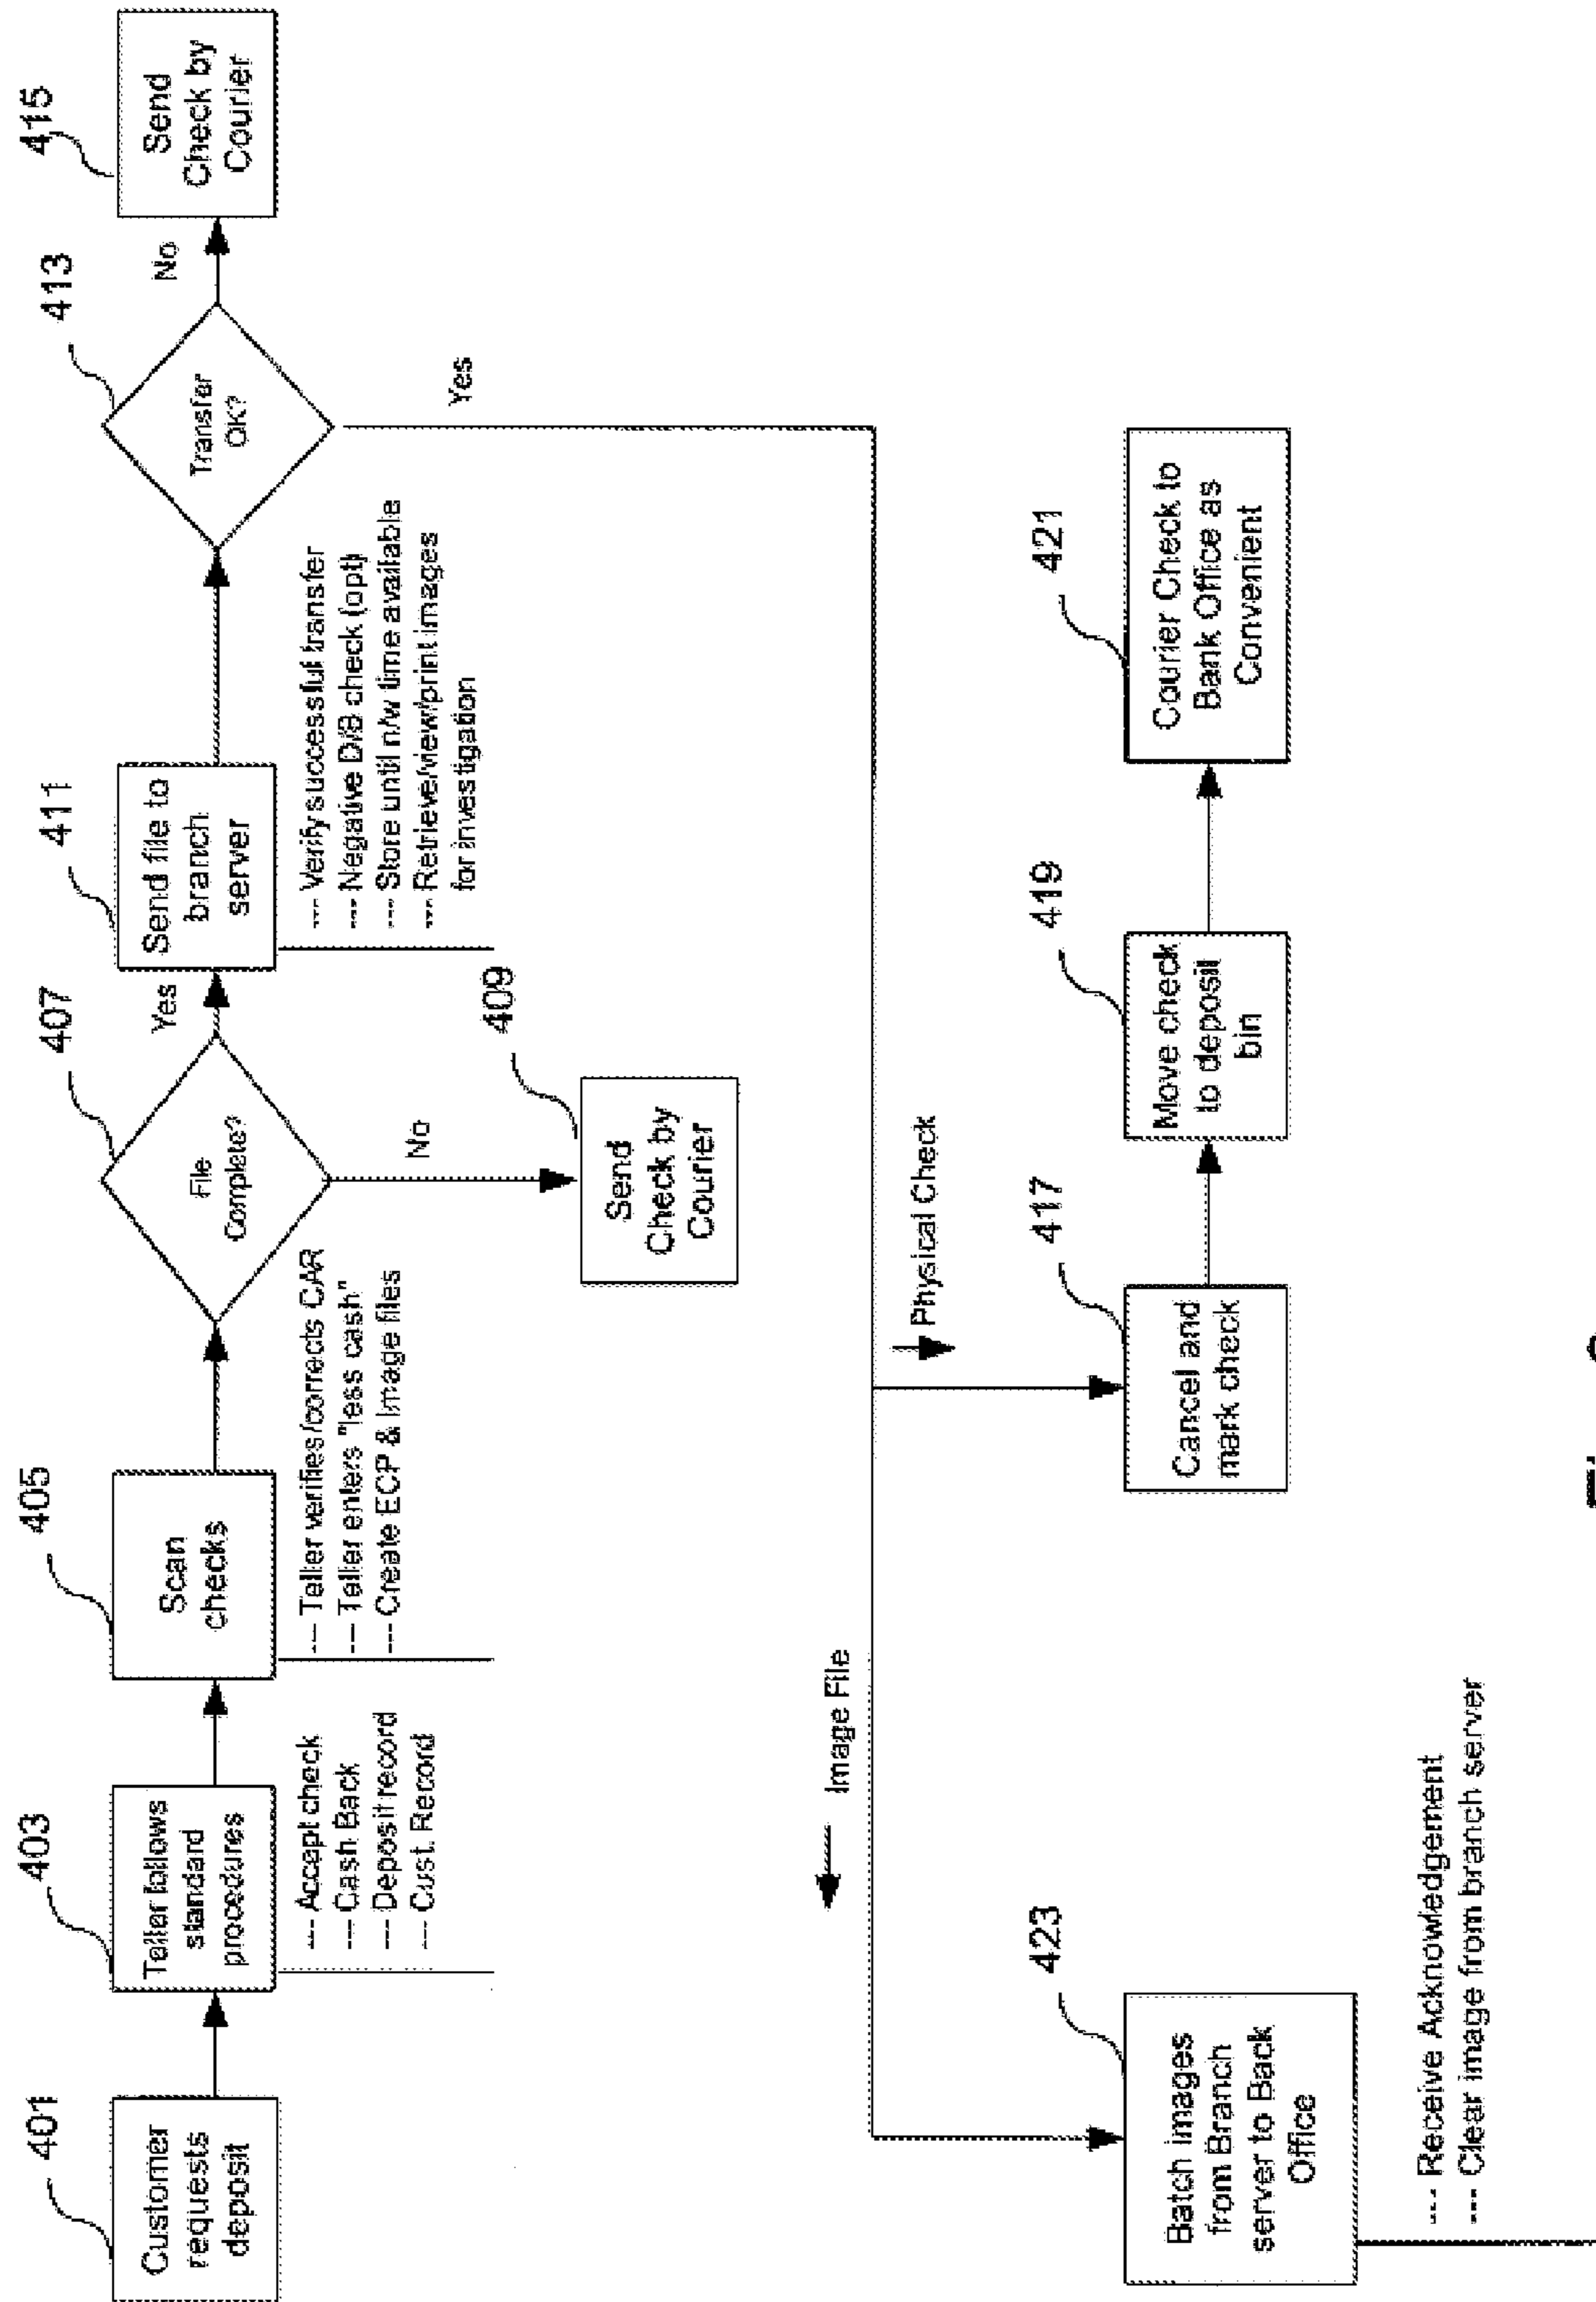 401
Customer
requests
deposit
403
Teller follows
standard
procedures
--- Accept check
--- Cash Back
--- Deposit record
--- Cust. Record
405
Scan
checks
--- Teller verifies/corrects CAR
--- Teller enters "less cash"
--- Create ECP & Image files
407
File
Complete?
Yes
No
409
Send
Check by
Courier
411
Send file to
branch
server
--- Verify successful transfer
--- Negative D/B check (opt)
--- Store until n/w time available
--- Retrieve/view/print images
for investigation
413
Transfer
OK?
No
Yes
415
Send
Check by
Courier
Image File
Physical Check
423
Batch images
from Branch
server to Back
Office
--- Receive Acknowledgement
--- Clear image from branch server
417
Cancel and
mark check
419
Move check
to deposit
bin
421
Courier Check to
Bank Office as
Convenient